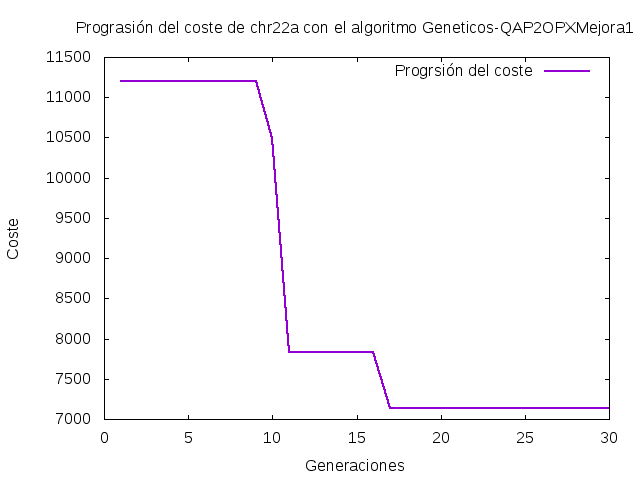 Prograsión del coste de chr22a con el algoritmo Geneticos-QAP2OPXMejora1
Progrsión del coste
11500
11000
10500
10000
9500
9000
8500
8000
7500
7000
Coste
0 5 10 15 20 25 30
Generaciones